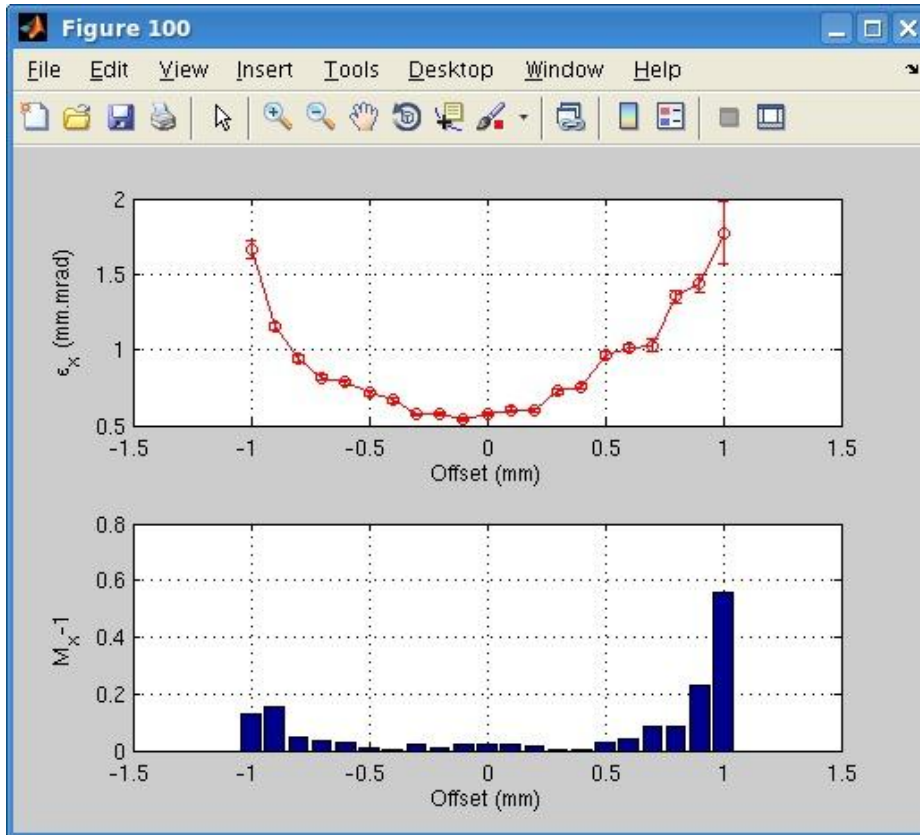 Figure 100
File Edit View Insert Tools Desktop Window Help
2
1.5
1
0.5
ϵx (mm.mrad)
-1.5 -1 -0.5 0 0.5 1 1.5
Offset (mm)
0.8
0.6
0.4
0.2
0
Mx-1
-1.5 -1 -0.5 0 0.5 1 1.5
Offset (mm)